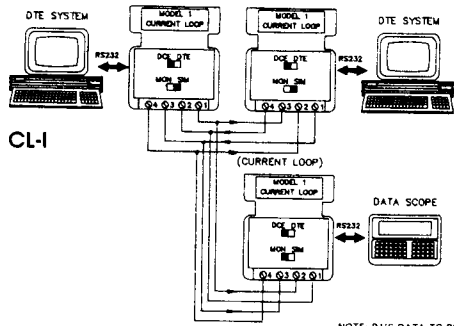 DTE SYSTEM
RS232
MODEL 1
CURRENT LOOP
DCE DTE
MON SIM
4 3 2 1
MODEL 1
CURRENT LOOP
DCE DTE
MON SIM
4 3 2 1
RS232
DTE SYSTEM
CL-I
(CURRENT LOOP)
MODEL 1
CURRENT LOOP
DCE DTE
MON SIM
4 3 2 1
RS232
DATA SCOPE